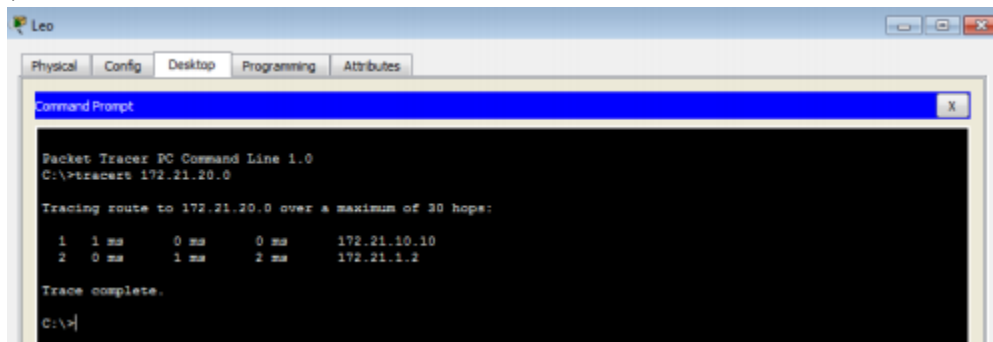 Leo
Physical Config Desktop Programming Attributes
Command Prompt X
Packet Tracer PC Command Line 1.0
C:\>tracert 172.21.20.0
Tracing route to 172.21.20.0 over a maximum of 30 hops:
1 1 ms 0 ms 0 ms 172.21.10.10
2 0 ms 1 ms 2 ms 172.21.1.2
Trace complete.
C:\>